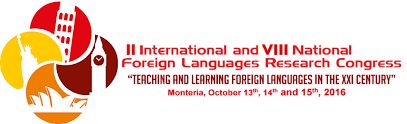 II International and VIII National
Foreign Languages Research Congress
“TEACHING AND LEARNING FOREIGN LANGUAGES IN THE XXI CENTURY”
Montería, October 13th, 14th and 15th, 2016